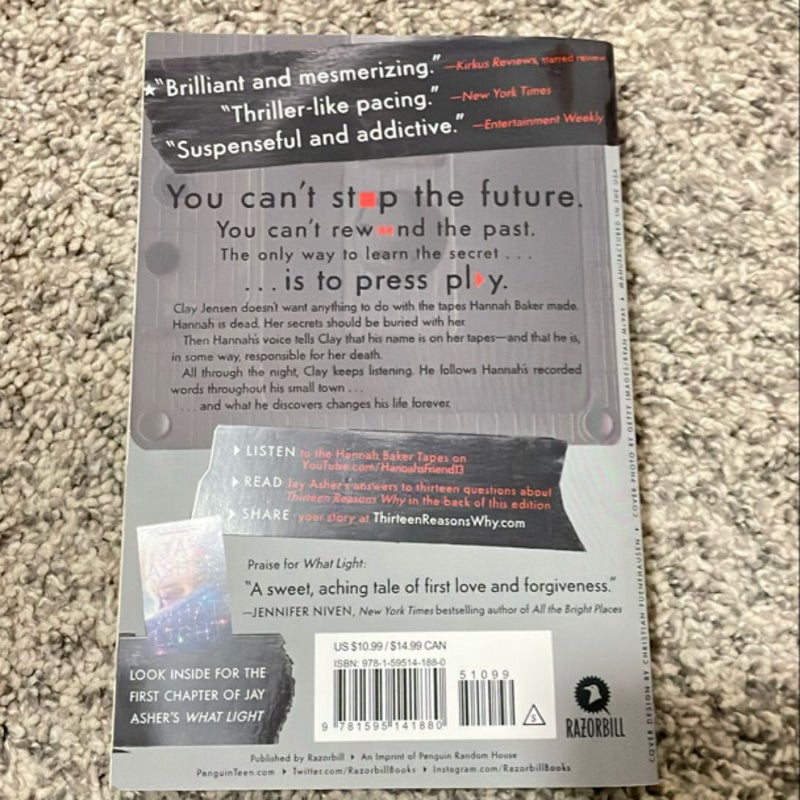 ★"Brilliant and mesmerizing." —Kirkus Reviews, starred review
"Thriller-like pacing." —New York Times
"Suspenseful and addictive." —Entertainment Weekly
You can't st■p the future.
You can't rew◂◂nd the past.
The only way to learn the secret . . .
. . . is to press pl▸y.
Clay Jensen doesn't want anything to do with the tapes Hannah Baker made.
Hannah is dead. Her secrets should be buried with her.
Then Hannah's voice tells Clay that his name is on her tapes—and that he is,
in some way, responsible for her death.
All through the night, Clay keeps listening. He follows Hannah's recorded
words throughout his small town . . .
. . . and what he discovers changes his life forever.
▸ LISTEN to the Hannah Baker Tapes on
YouTube.com/HannahsFriend13
▸ READ Jay Asher's answers to thirteen questions about
Thirteen Reasons Why in the back of this edition
▸ SHARE your story at ThirteenReasonsWhy.com
Praise for What Light:
"A sweet, aching tale of first love and forgiveness."
—JENNIFER NIVEN, New York Times bestselling author of All the Bright Places
LOOK INSIDE FOR THE
FIRST CHAPTER OF JAY
ASHER'S WHAT LIGHT
US $10.99 / $14.99 CAN
ISBN: 978-1-59514-188-0
51099
9 781595 141880
S
RAZORBILL
Published by Razorbill ▸ An Imprint of Penguin Random House
PenguinTeen.com ▸ Twitter.com/RazorbillBooks ▸ Instagram.com/RazorbillBooks
COVER DESIGN BY CHRISTIAN FUENFHAUSEN ▸ COVER PHOTO BY GETTY IMAGES/RYAN MCVAY ▸ MANUFACTURED IN THE USA